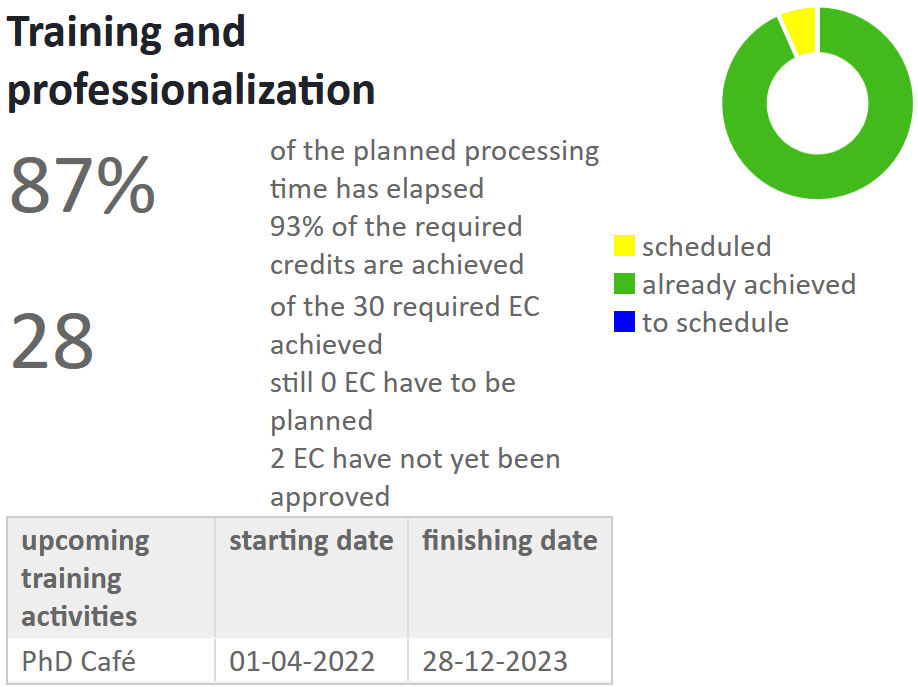 Training and
professionalization
87%
of the planned processing
time has elapsed
93% of the required
credits are achieved
28
of the 30 required EC
achieved
still 0 EC have to be
planned
2 EC have not yet been
approved
scheduled
already achieved
to schedule
upcoming
training
activities
starting date
finishing date
PhD Café
01-04-2022
28-12-2023